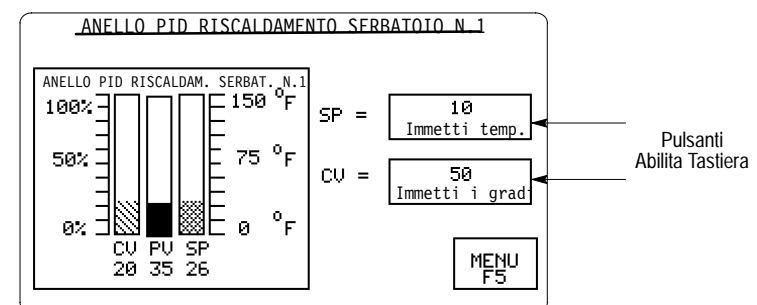 ANELLO PID RISCALDAMENTO SERBATOIO N.1
ANELLO PID RISCALDAM. SERBAT. N.1
100% 150 °F
50% 75 °F
0% 0 °F
CV PV SP
20 35 26
SP = 10
Immetti temp.
CV = 50
Immetti i gradi
MENU
F5
Pulsanti
Abilita Tastiera